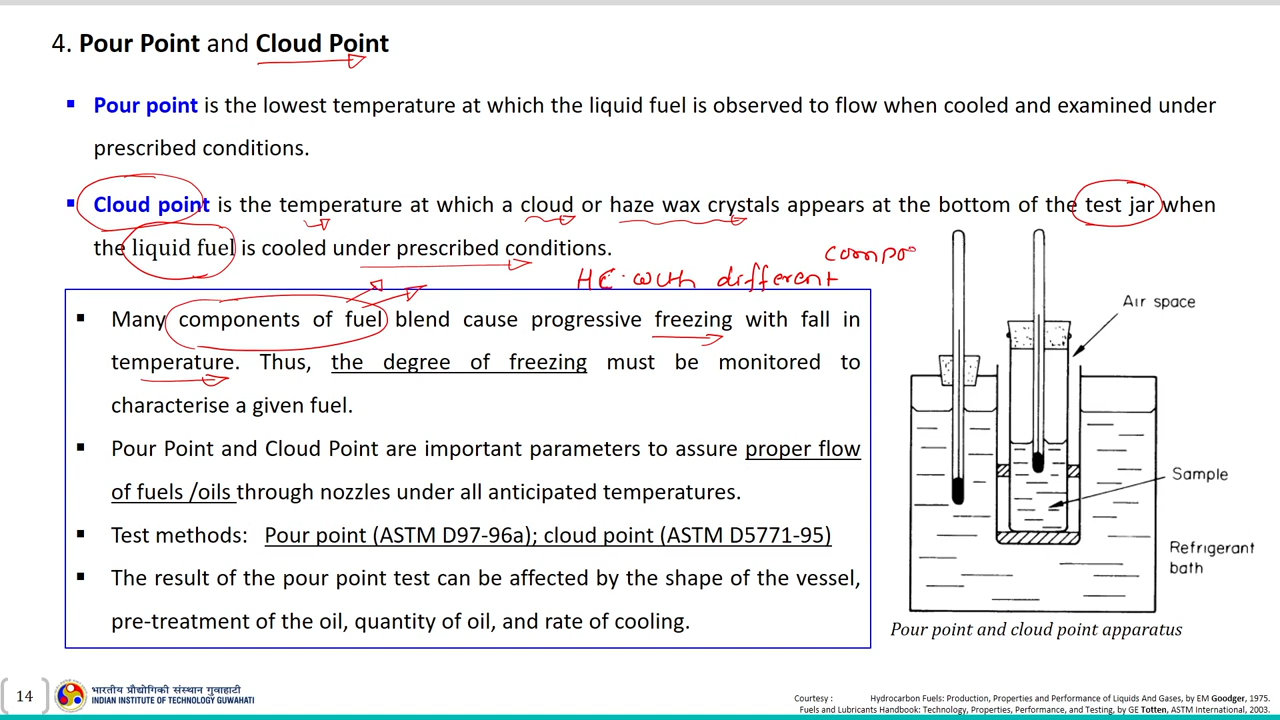 4. Pour Point and Cloud Point
▪ Pour point is the lowest temperature at which the liquid fuel is observed to flow when cooled and examined under
prescribed conditions.
▪ Cloud point is the temperature at which a cloud or haze wax crystals appears at the bottom of the test jar when
the liquid fuel is cooled under prescribed conditions.
compo
HC with different
▪ Many components of fuel blend cause progressive freezing with fall in
temperature. Thus, the degree of freezing must be monitored to
characterise a given fuel.
▪ Pour Point and Cloud Point are important parameters to assure proper flow
of fuels /oils through nozzles under all anticipated temperatures.
▪ Test methods: Pour point (ASTM D97-96a); cloud point (ASTM D5771-95)
▪ The result of the pour point test can be affected by the shape of the vessel,
pre-treatment of the oil, quantity of oil, and rate of cooling.
Air space
Sample
Refrigerant
bath
Pour point and cloud point apparatus
14
भारतीय प्रौद्योगिकी संस्थान गुवाहाटी
INDIAN INSTITUTE OF TECHNOLOGY GUWAHATI
Courtesy : Hydrocarbon Fuels: Production, Properties and Performance of Liquids And Gases, by EM Goodger, 1975.
Fuels and Lubricants Handbook: Technology, Properties, Performance, and Testing, by GE Totten, ASTM International, 2003.